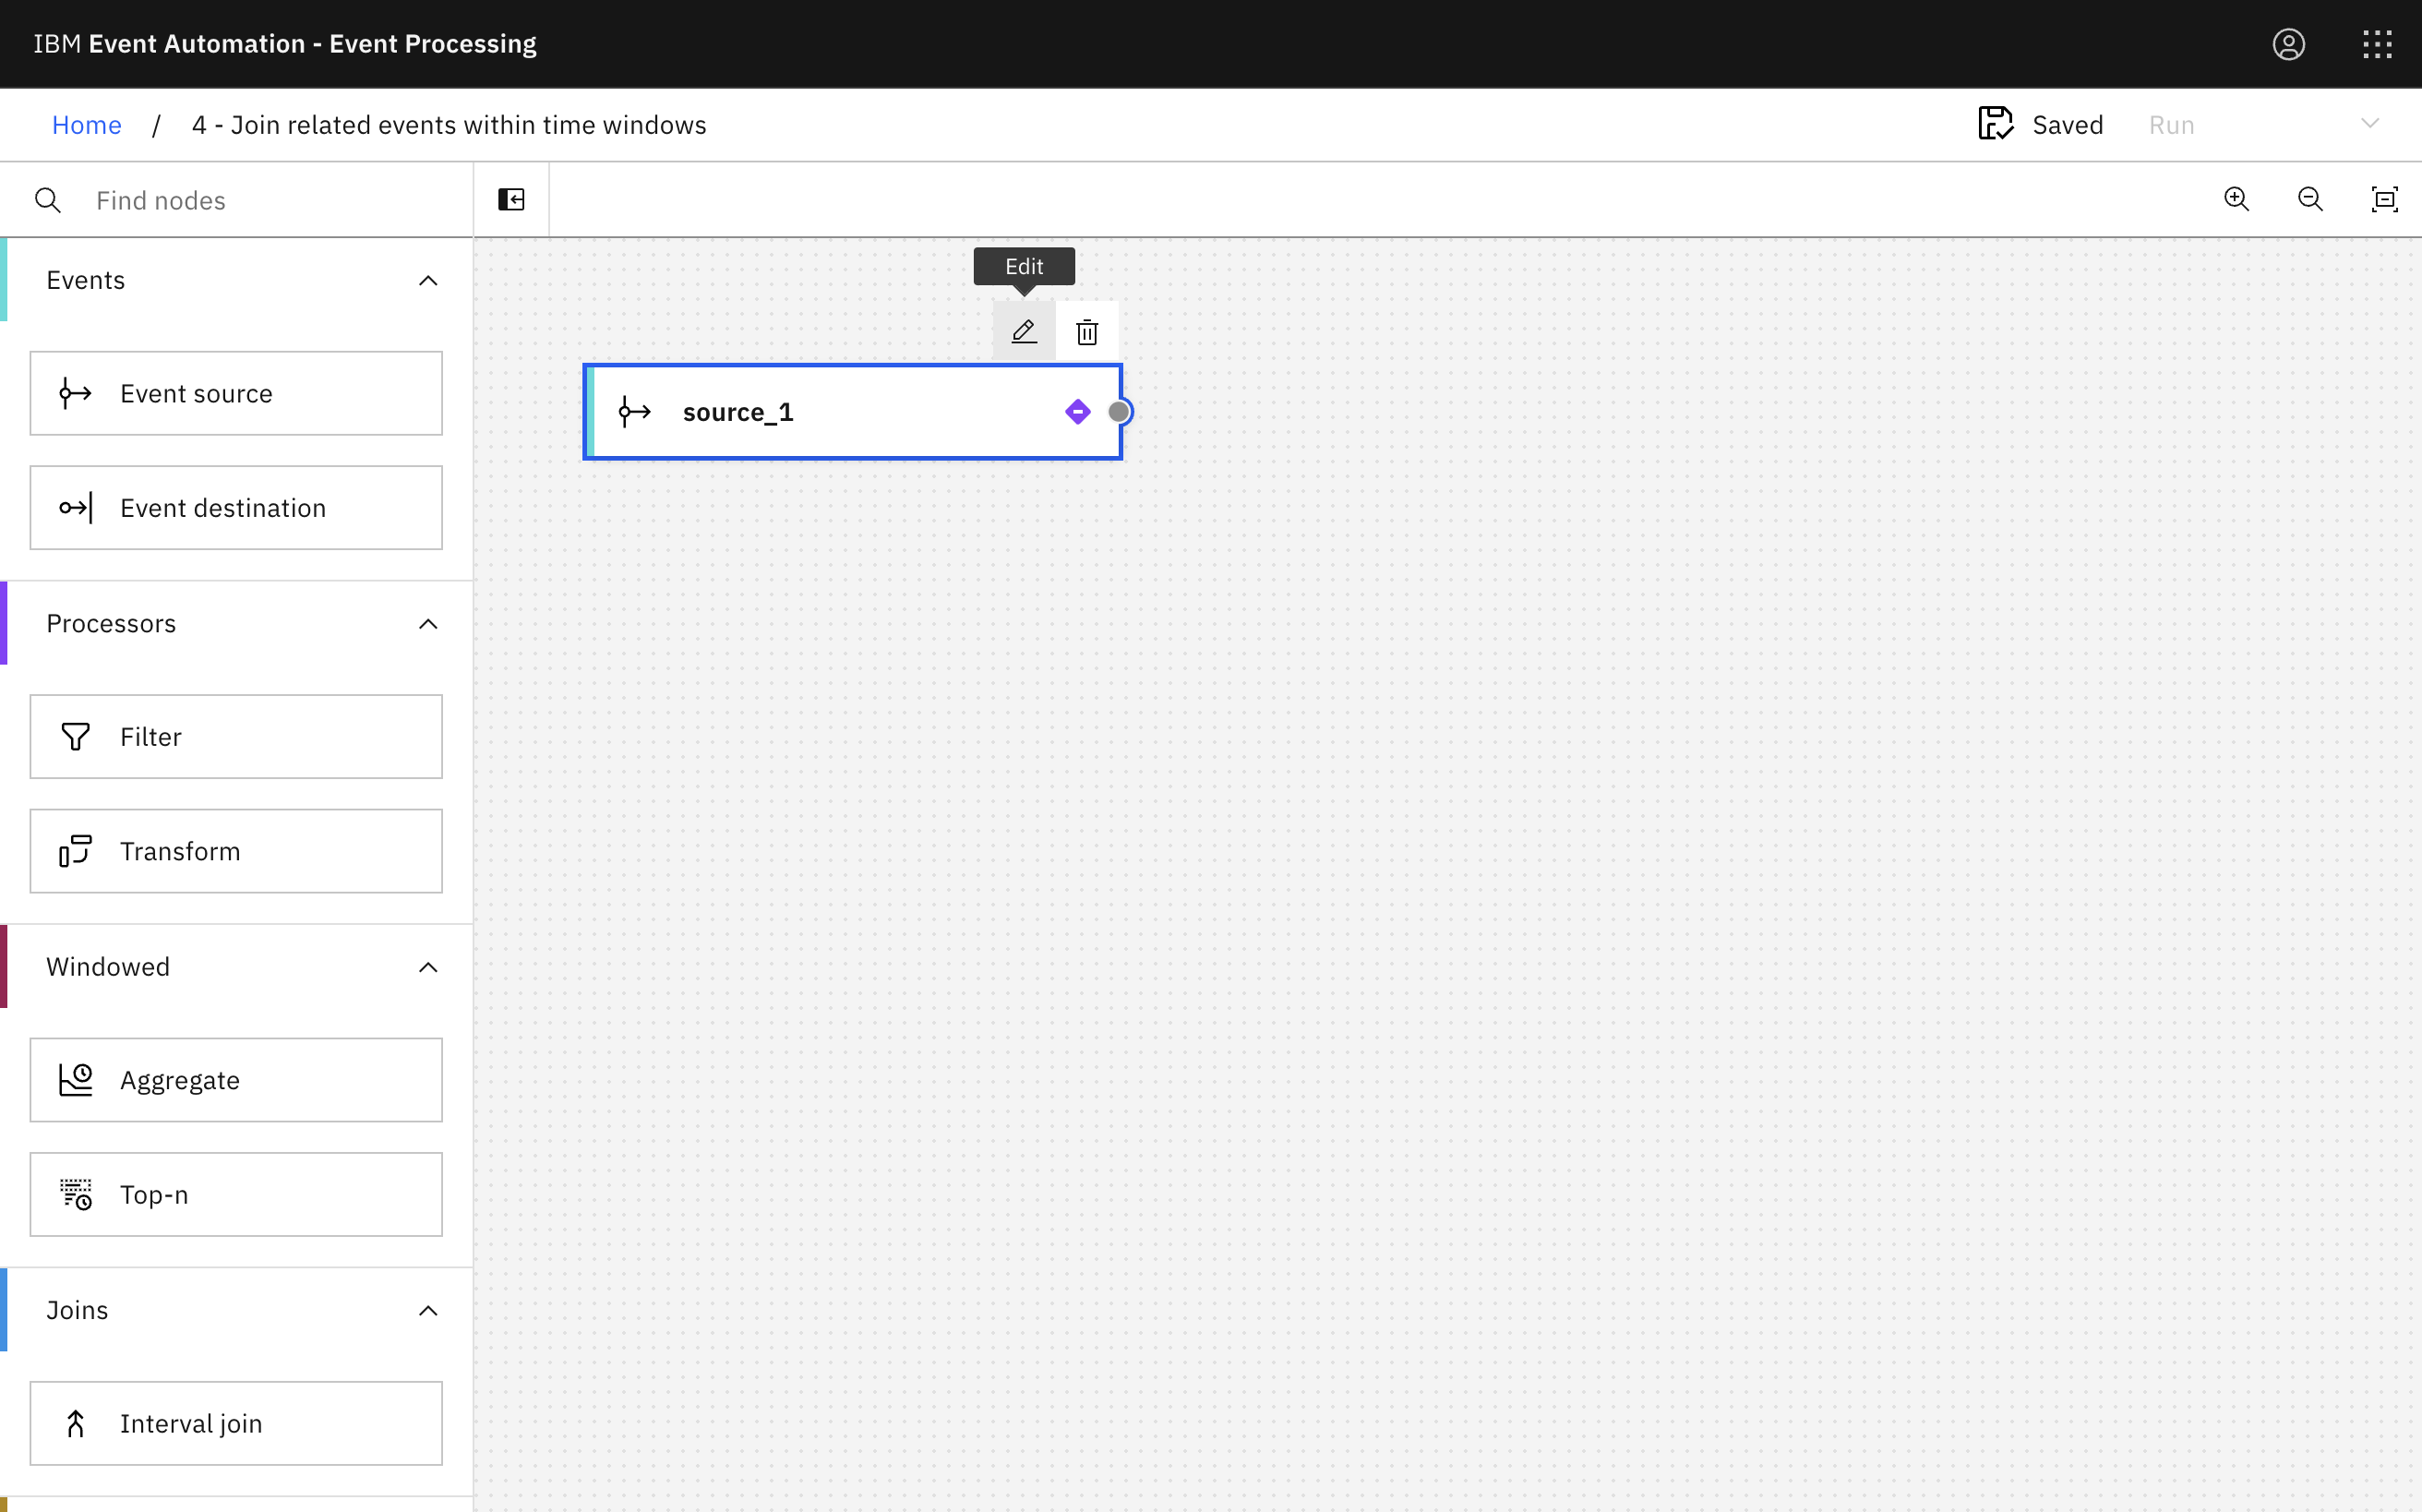 IBM Event Automation - Event Processing
Home / 4 - Join related events within time windows
Saved
Run
Find nodes
Events
Event source
Event destination
Processors
Filter
Transform
Windowed
Aggregate
Top-n
Joins
Interval join
Edit
source_1